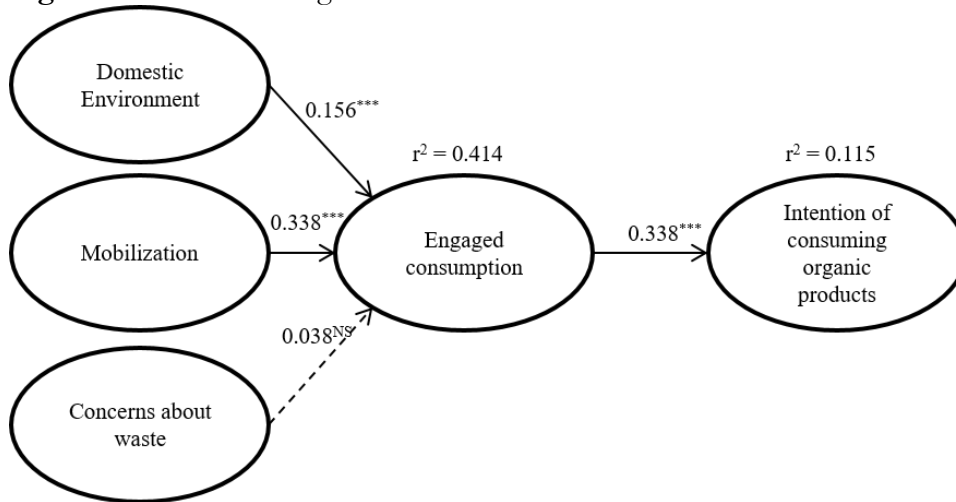 Domestic
Environment
0.156***
r² = 0.414
r² = 0.115
Mobilization
0.338***
Engaged
consumption
0.338***
Intention of
consuming
organic
products
0.038NS
Concerns about
waste